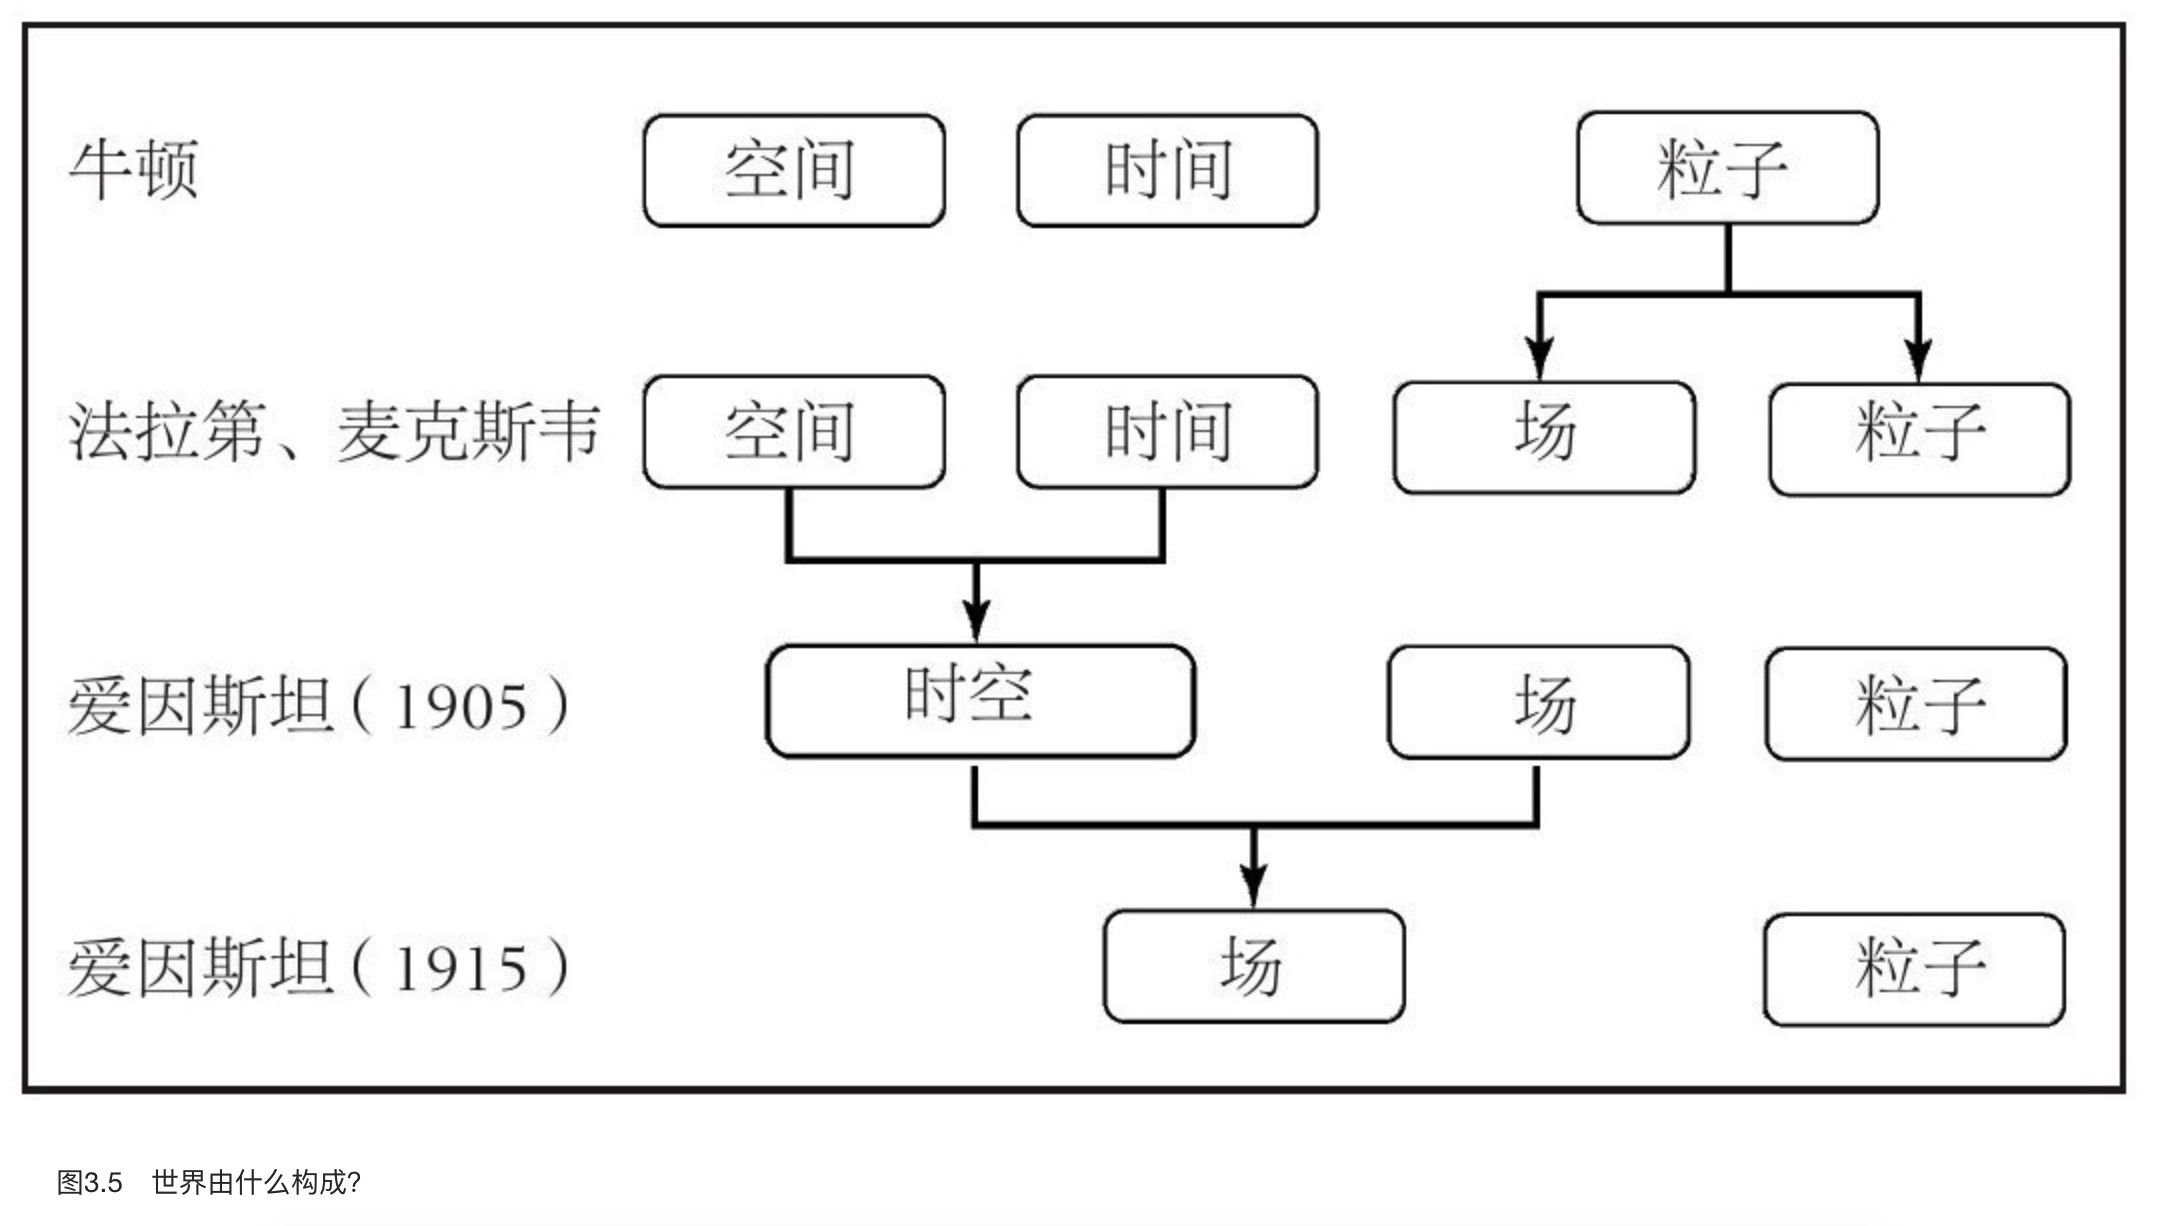 牛顿 空间 时间 粒子
法拉第、麦克斯韦 空间 时间 场 粒子
爱因斯坦（1905） 时空 场 粒子
爱因斯坦（1915） 场 粒子
图3.5 世界由什么构成？